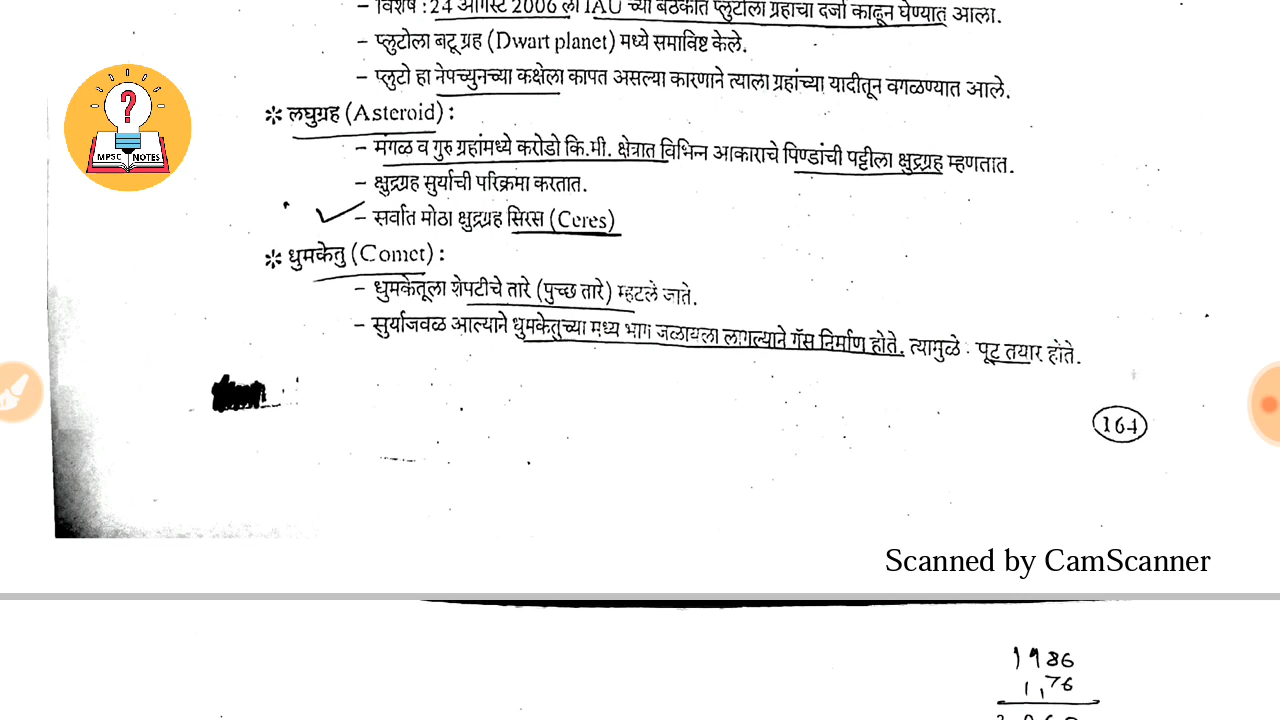 – विशेष : 24 ऑगस्ट 2006 ला IAU च्या बैठकीत प्लुटोला ग्रहाचा दर्जा काढून घेण्यात आला.
– प्लुटोला बटू ग्रह (Dwart planet) मध्ये समाविष्ट केले.
– प्लुटो हा नेपच्युनच्या कक्षेला कापत असल्या कारणाने त्याला ग्रहांच्या यादीतून वगळण्यात आले.
MPSC NOTES
✻ लघुग्रह (Asteroid) :
– मंगळ व गुरु ग्रहांमध्ये करोडो कि.मी. क्षेत्रात विभिन्न आकाराचे पिण्डांची पट्टीला क्षुद्रग्रह म्हणतात.
– क्षुद्रग्रह सुर्याची परिक्रमा करतात.
– सर्वात मोठा क्षुद्रग्रह सिरस (Ceres)
✻ धुमकेतु (Comet) :
– धुमकेतूला शेपटीचे तारे (पुच्छ तारे) म्हटले जाते.
– सुर्याजवळ आल्याने धुमकेतुच्या मध्य भाग जळायला लागल्याने गॅस निर्माण होते. त्यामुळे पूट तयार होते.
164
Scanned by CamScanner
1986
1,76